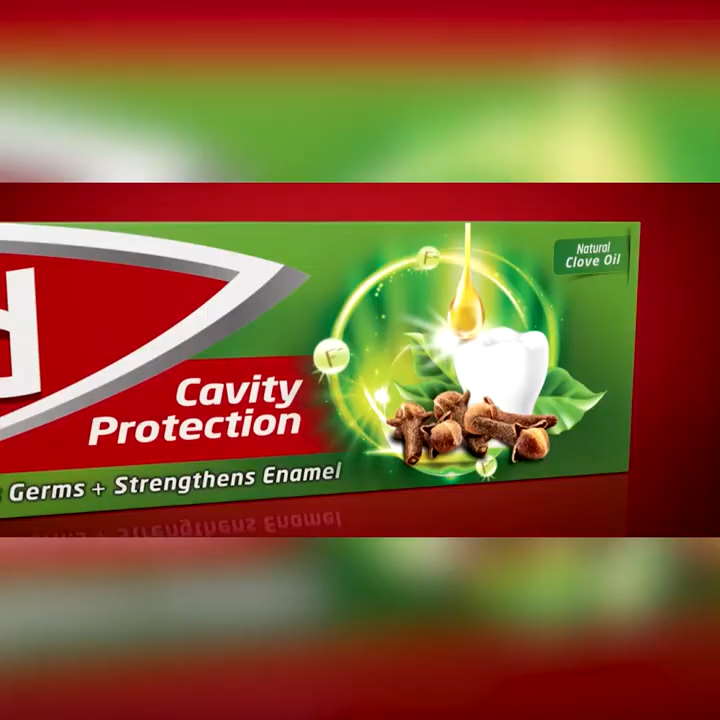 d
Natural
Clove Oil
F⁻
F⁻
Cavity
Protection
Germs + Strengthens Enamel